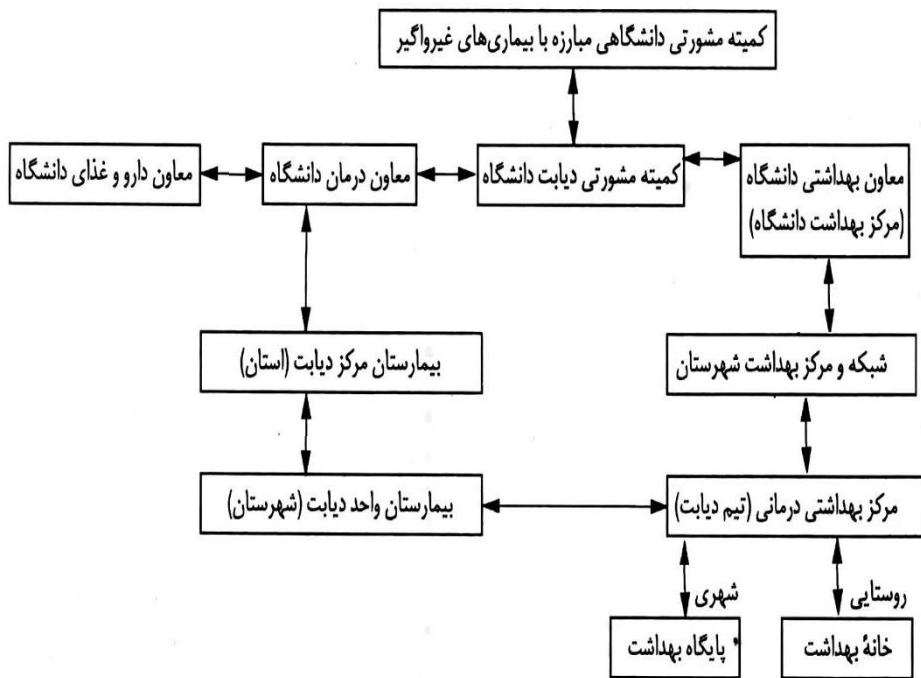 کمیته مشورتی دانشگاهی مبارزه با بیماری‌های غیرواگیر
معاون بهداشتی دانشگاه
(مرکز بهداشت دانشگاه)
کمیته مشورتی دیابت دانشگاه
معاون درمان دانشگاه
معاون دارو و غذای دانشگاه
شبکه و مرکز بهداشت شهرستان
بیمارستان مرکز دیابت (استان)
مرکز بهداشتی درمانی (تیم دیابت)
بیمارستان واحد دیابت (شهرستان)
روستایی
شهری
خانهٔ بهداشت
پایگاه بهداشت